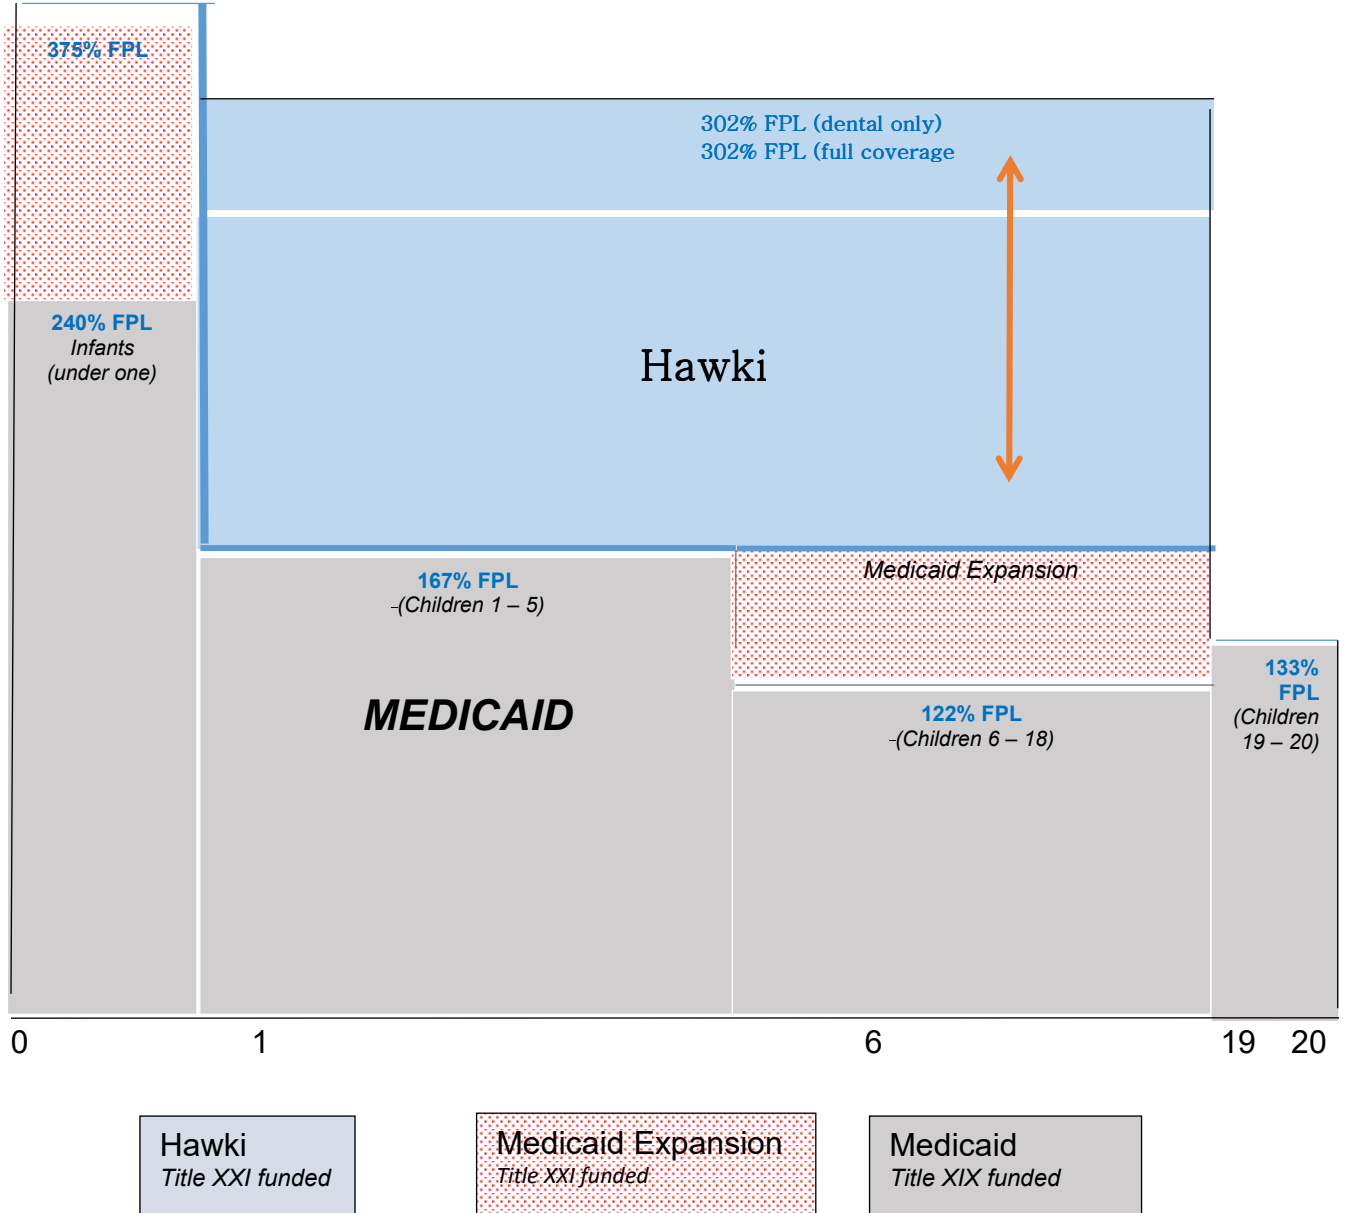 375% FPL
302% FPL (dental only)
302% FPL (full coverage
240% FPL
Infants
(under one)
Hawki
167% FPL
-(Children 1 – 5)
Medicaid Expansion
MEDICAID
122% FPL
-(Children 6 – 18)
133%
FPL
(Children
19 – 20)
0 1 6 19 20
Hawki
Title XXI funded
Medicaid Expansion
Title XXI funded
Medicaid
Title XIX funded